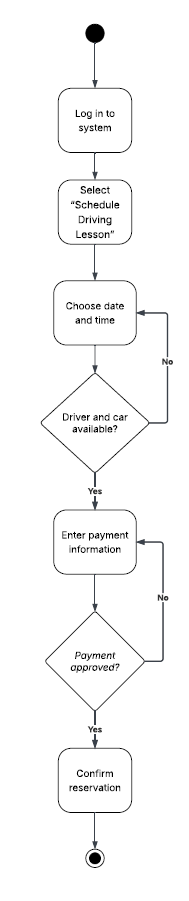 Log in to
system
Select
“Schedule
Driving
Lesson”
Choose date
and time
No
Driver and car
available?
Yes
Enter payment
information
No
Payment
approved?
Yes
Confirm
reservation